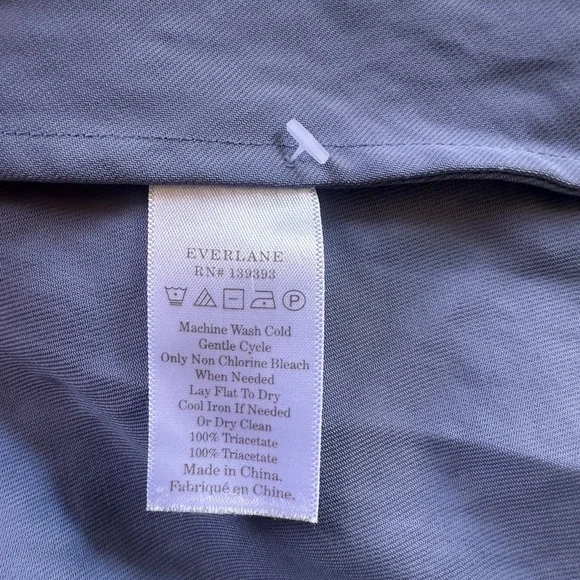 EVERLANE
RN# 139393
P
Machine Wash Cold
Gentle Cycle
Only Non Chlorine Bleach
When Needed
Lay Flat To Dry
Cool Iron If Needed
Or Dry Clean
100% Triacetate
100% Triacetate
Made in China.
Fabriqué en Chine.